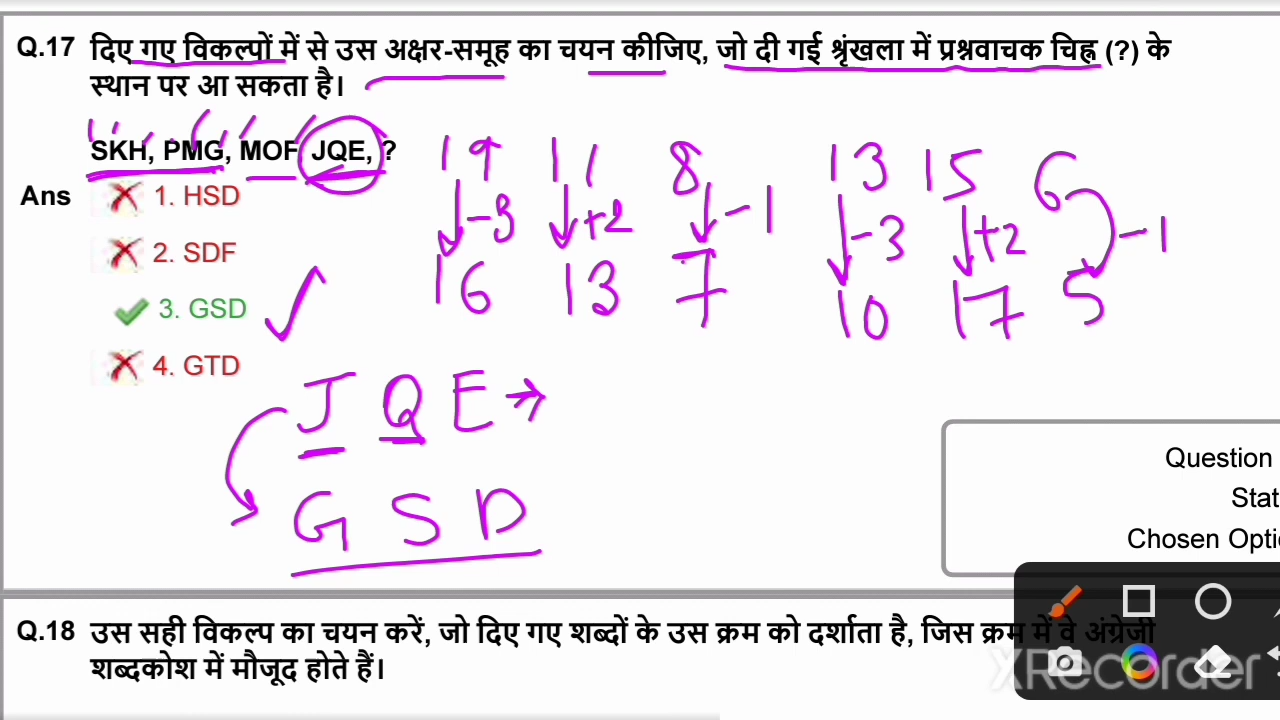 Q.17 दिए गए विकल्पों में से उस अक्षर-समूह का चयन कीजिए, जो दी गई श्रृंखला में प्रश्नवाचक चिह्न (?) के
स्थान पर आ सकता है।
SKH, PMG, MOF, JQE, ?
Ans 1. HSD
2. SDF
3. GSD
4. GTD
19 11 8 13 15 6
-3 +2 -1 -3 +2 -1
16 13 7 10 17 5
J Q E →
G S D
Question
Stat
Chosen Opti
Q.18 उस सही विकल्प का चयन करें, जो दिए गए शब्दों के उस क्रम को दर्शाता है, जिस क्रम में वे अंग्रेजी
शब्दकोश में मौजूद होते हैं।
XRecorder